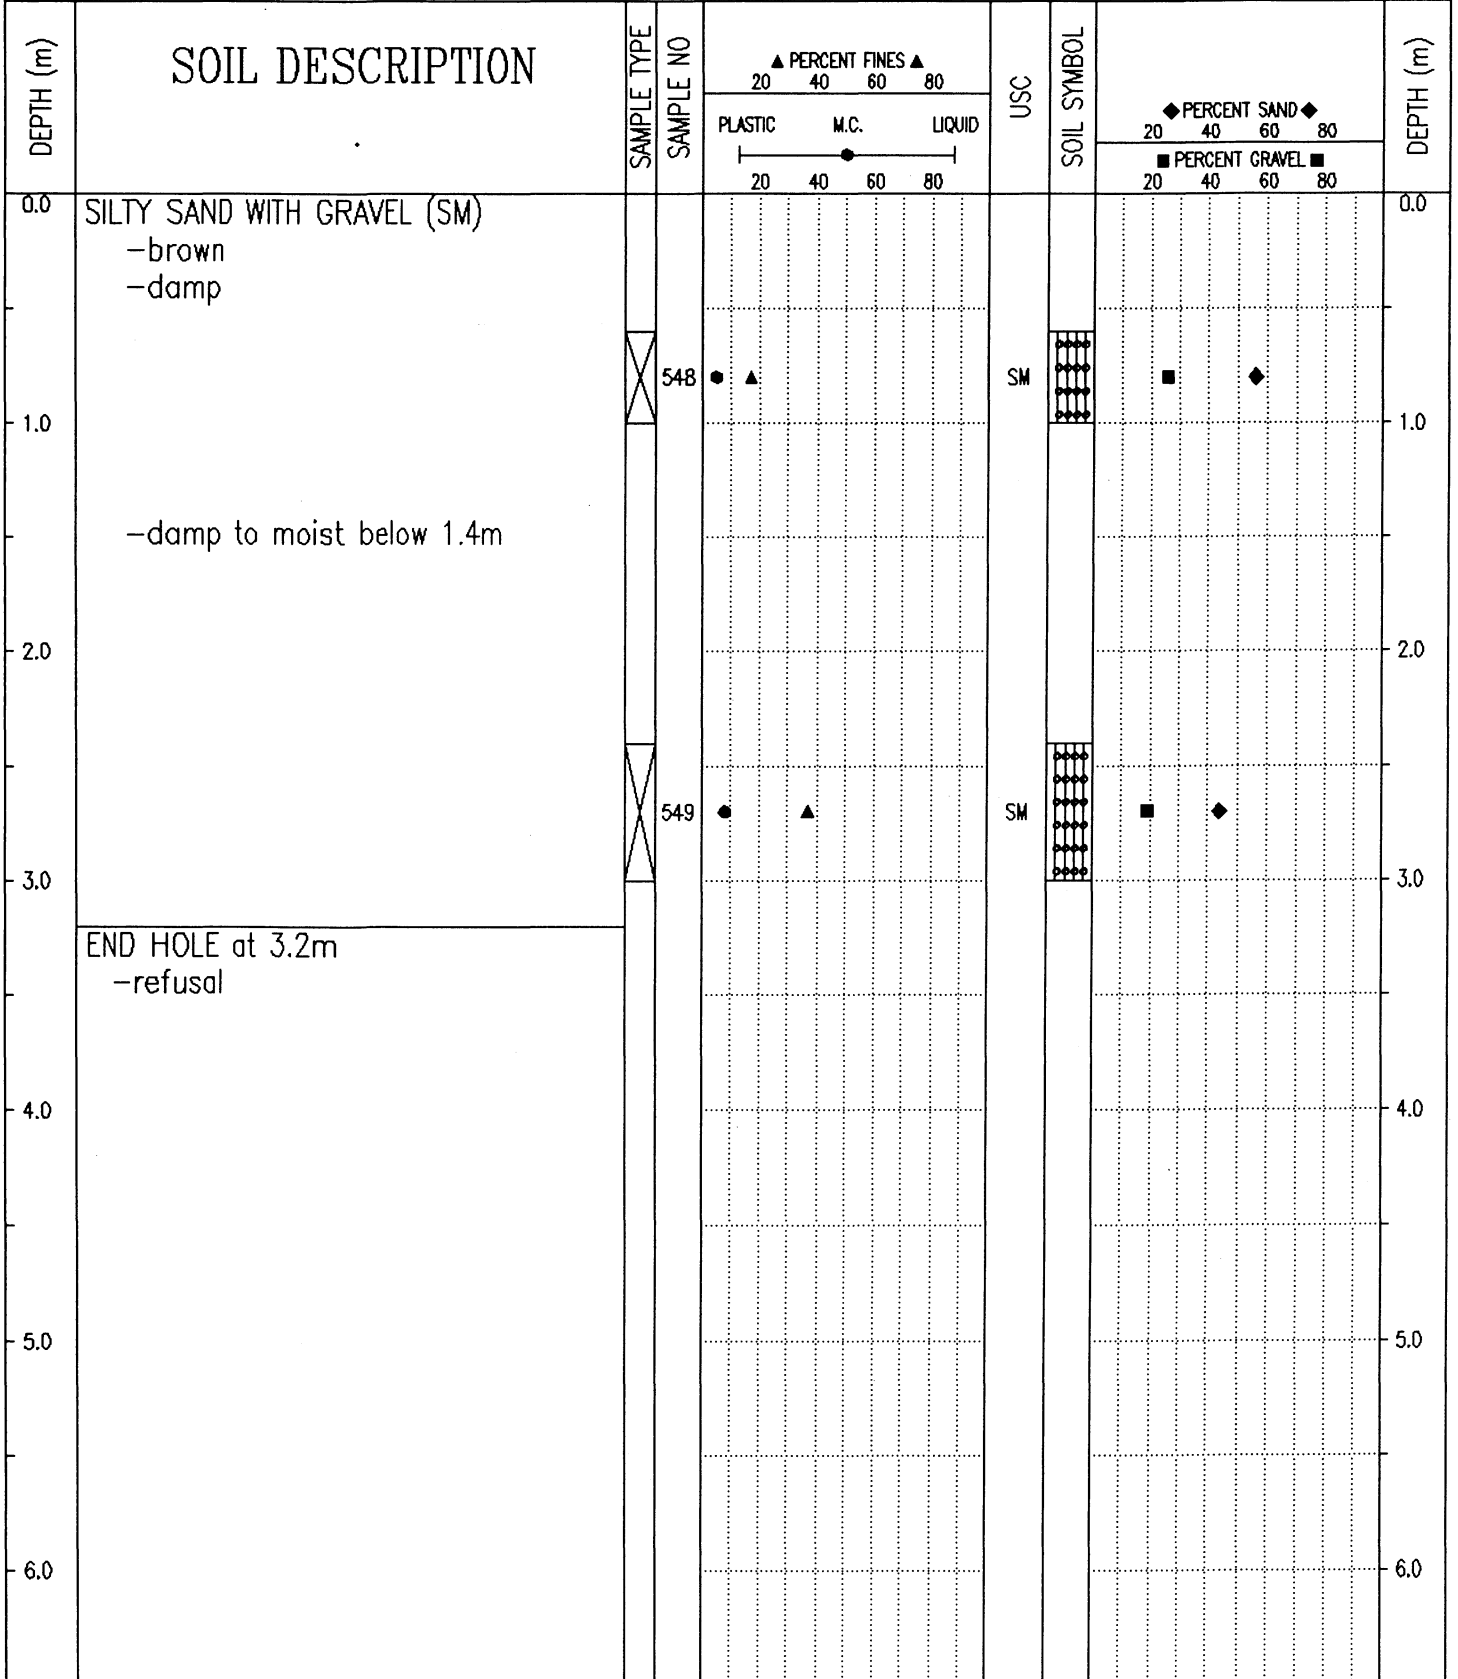 DEPTH (m)
SOIL DESCRIPTION
SAMPLE TYPE
SAMPLE NO
▲ PERCENT FINES ▲
20 40 60 80
PLASTIC M.C. LIQUID
20 40 60 80
USC
SOIL SYMBOL
◆ PERCENT SAND ◆
20 40 60 80
■ PERCENT GRAVEL ■
20 40 60 80
DEPTH (m)
0.0 SILTY SAND WITH GRAVEL (SM) 0.0
-brown
-damp
548 SM
1.0 1.0
-damp to moist below 1.4m
2.0 2.0
549 SM
3.0 3.0
END HOLE at 3.2m
-refusal
4.0 4.0
5.0 5.0
6.0 6.0